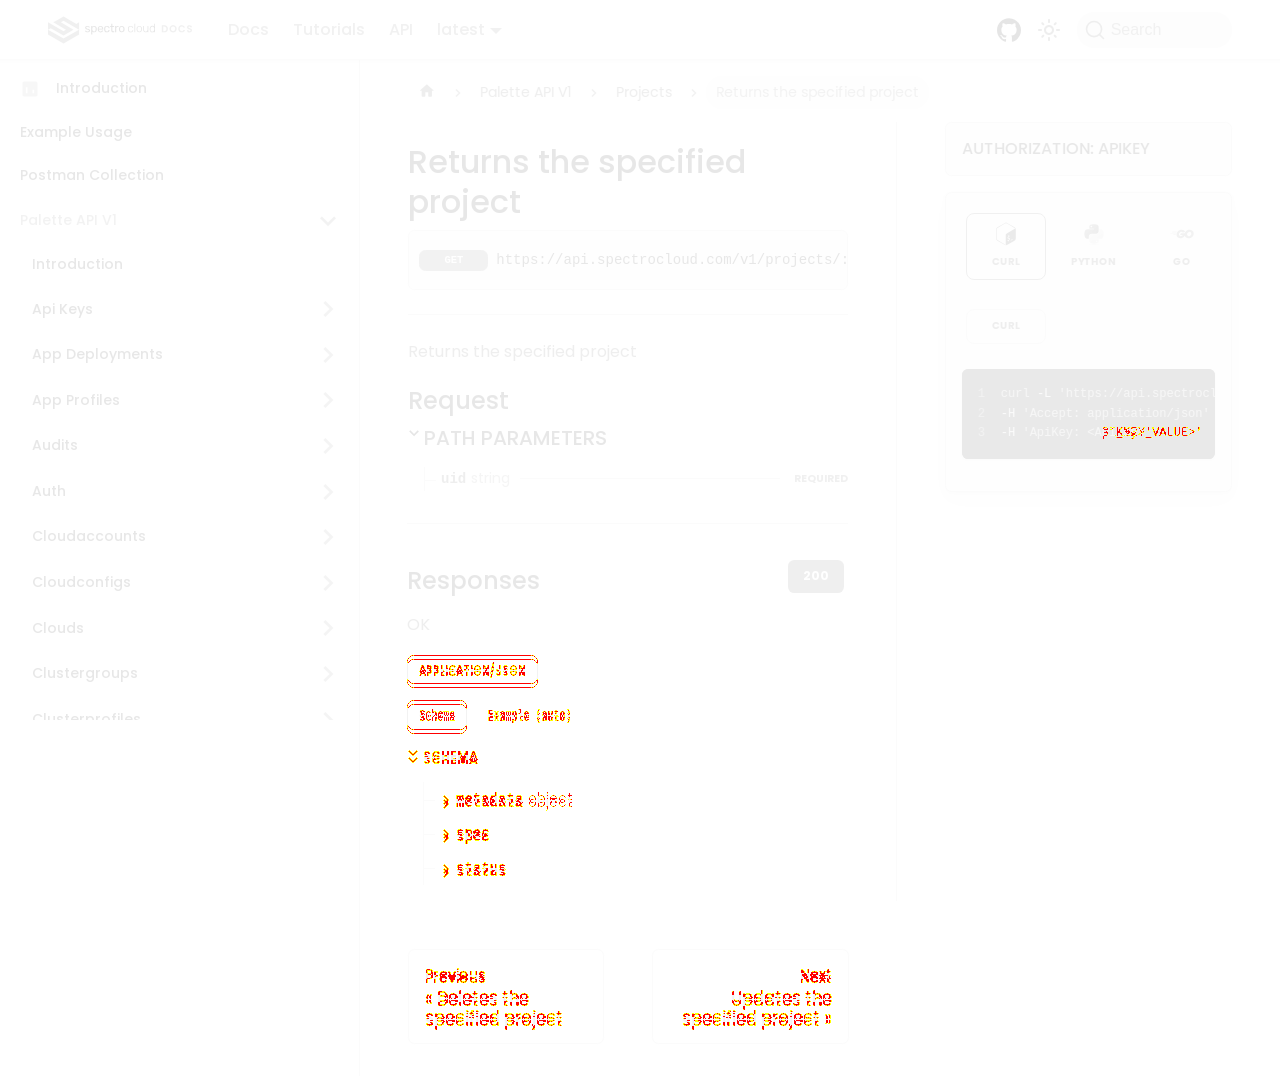 spectro cloud DOCS
Docs
Tutorials
API
latest
Search
Introduction
Example Usage
Postman Collection
Palette API V1
Introduction
Api Keys
App Deployments
App Profiles
Audits
Auth
Cloudaccounts
Cloudconfigs
Clouds
Clustergroups
Clusterprofiles
Palette API V1
Projects
Returns the specified project
Returns the specified
project
GET https://api.spectrocloud.com/v1/projects/:
Returns the specified project
Request
PATH PARAMETERS
uid string REQUIRED
Responses
200
OK
APPLICATION/JSON
Schema
Example (auto)
SCHEMA
metadata object
spec
status
Previous
« Deletes the
specified project
Next
Updates the
specified project »
AUTHORIZATION: APIKEY
CURL
PYTHON
GO
CURL
1 curl -L 'https://api.spectrocl
2 -H 'Accept: application/json'
3 -H 'ApiKey: VALUE>'